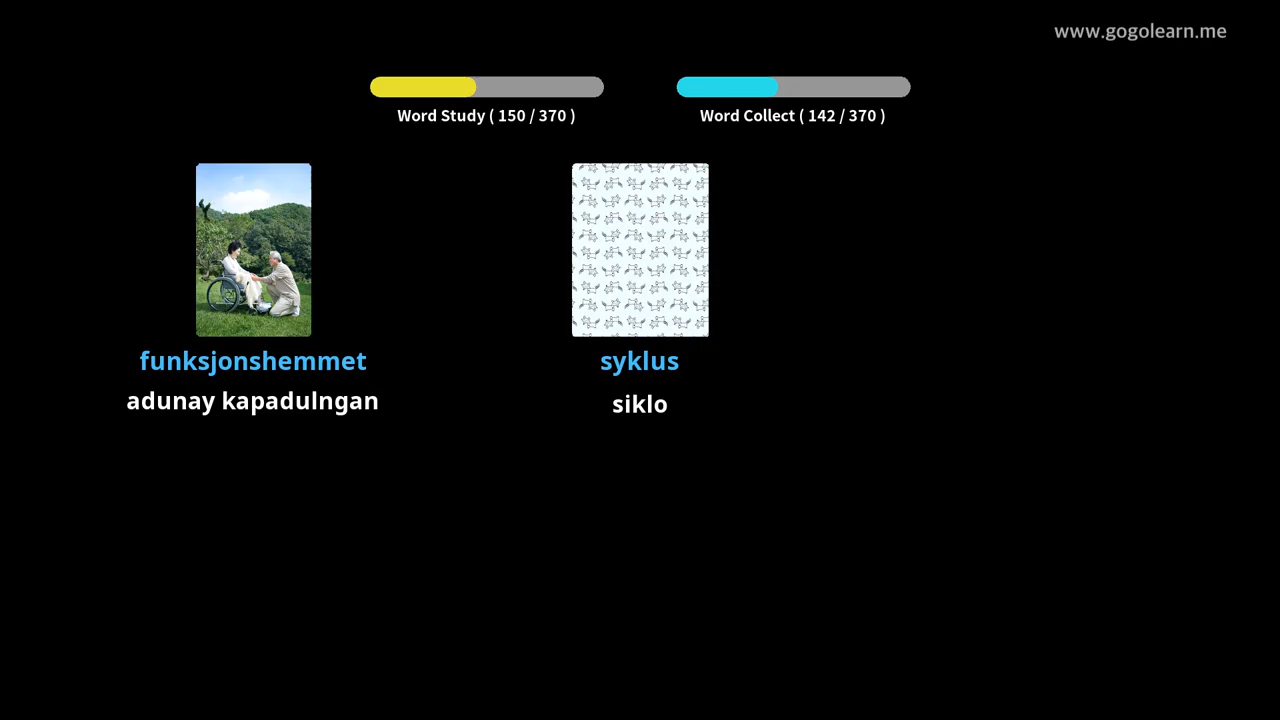 www.gogolearn.me
Word Study ( 150 / 370 )
Word Collect ( 142 / 370 )
funksjonshemmet
adunay kapadulngan
syklus
siklo